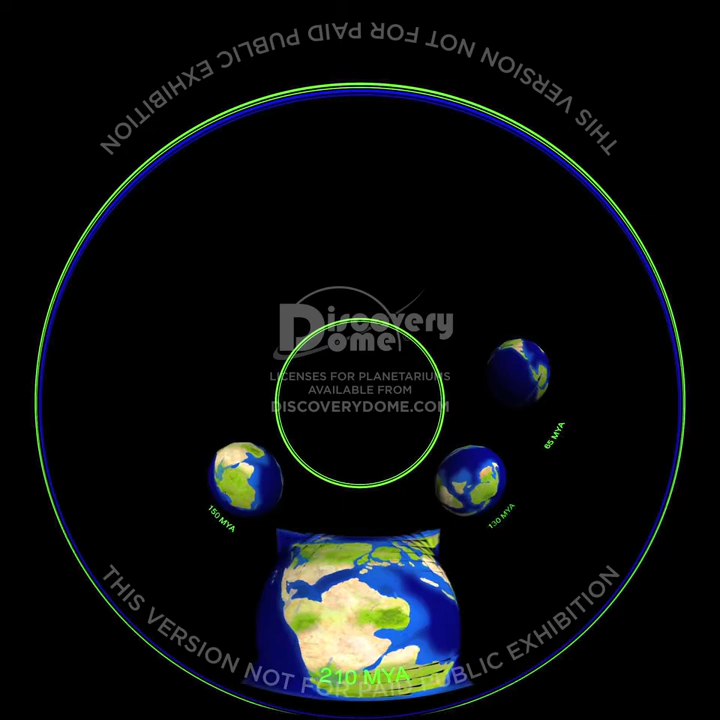 THIS VERSION NOT FOR PAID PUBLIC EXHIBITION
Discovery
Dome
LICENSES FOR PLANETARIUMS
AVAILABLE FROM
DISCOVERYDOME.COM
65 MYA
150 MYA
130 MYA
210 MYA
THIS VERSION NOT FOR PAID PUBLIC EXHIBITION